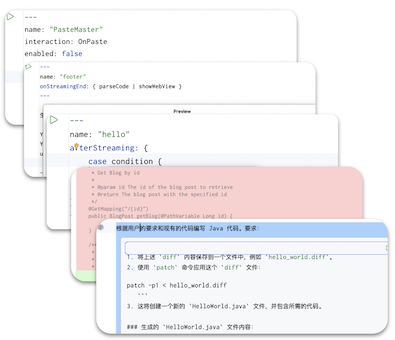 ---
name: "PasteMaster"
interaction: OnPaste
enabled: false
---
name: "footer"
onStreamingEnd: { parseCode | showWebView }
---
Preview
---
name: "hello"
afterStreaming: {
case condition {
* Get Blog by id
*
* @param id The id of the blog post to retrieve
* @return The blog post with the specified id
*/
@GetMapping("/{id}")
public BlogPost getBlog(@PathVariable Long id) {
}
/**
根据用户的要求和现有的代码编写 Java 代码。要求:
1. 将上述 `diff` 内容保存到一个文件中,例如 `hello_world.diff`。
2. 使用 `patch` 命令应用这个 `diff` 文件:
patch -p1 < hello_world.diff
```
3. 这将创建一个新的 `HelloWorld.java` 文件,并包含所需的代码。
### 生成的 `HelloWorld.java` 文件内容: